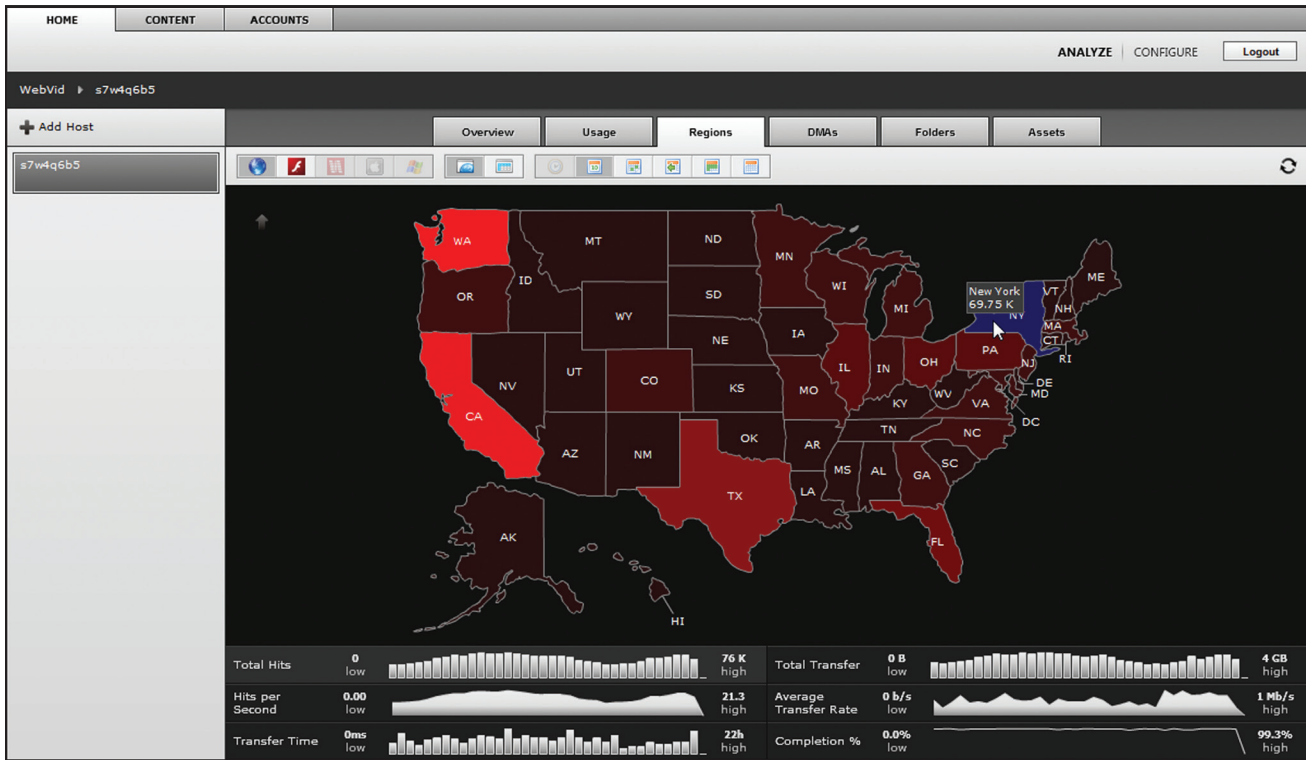 HOME CONTENT ACCOUNTS
ANALYZE CONFIGURE Logout
WebVid s7w4q6b5
Add Host
Overview Usage Regions DMAs Folders Assets
s7w4q6b5
WA
MT
ND
MN
ID
OR
SD
WI
MI
New York
69.75 K
NY
VT
NH
ME
MA
CT
RI
WY
IA
NE
PA
NJ
NV
UT
CO
KS
MO
IL
IN
OH
WV
VA
KY
DE
MD
DC
CA
AZ
NM
OK
AR
TN
NC
SC
TX
LA
MS
AL
GA
FL
AK
HI
Total Hits
0
low
76 K
high
Total Transfer
0 B
low
4 GB
high
Hits per
Second
0.00
low
21.3
high
Average
Transfer Rate
0 b/s
low
1 Mb/s
high
Transfer Time
0ms
low
22h
high
Completion %
0.0%
low
99.3%
high